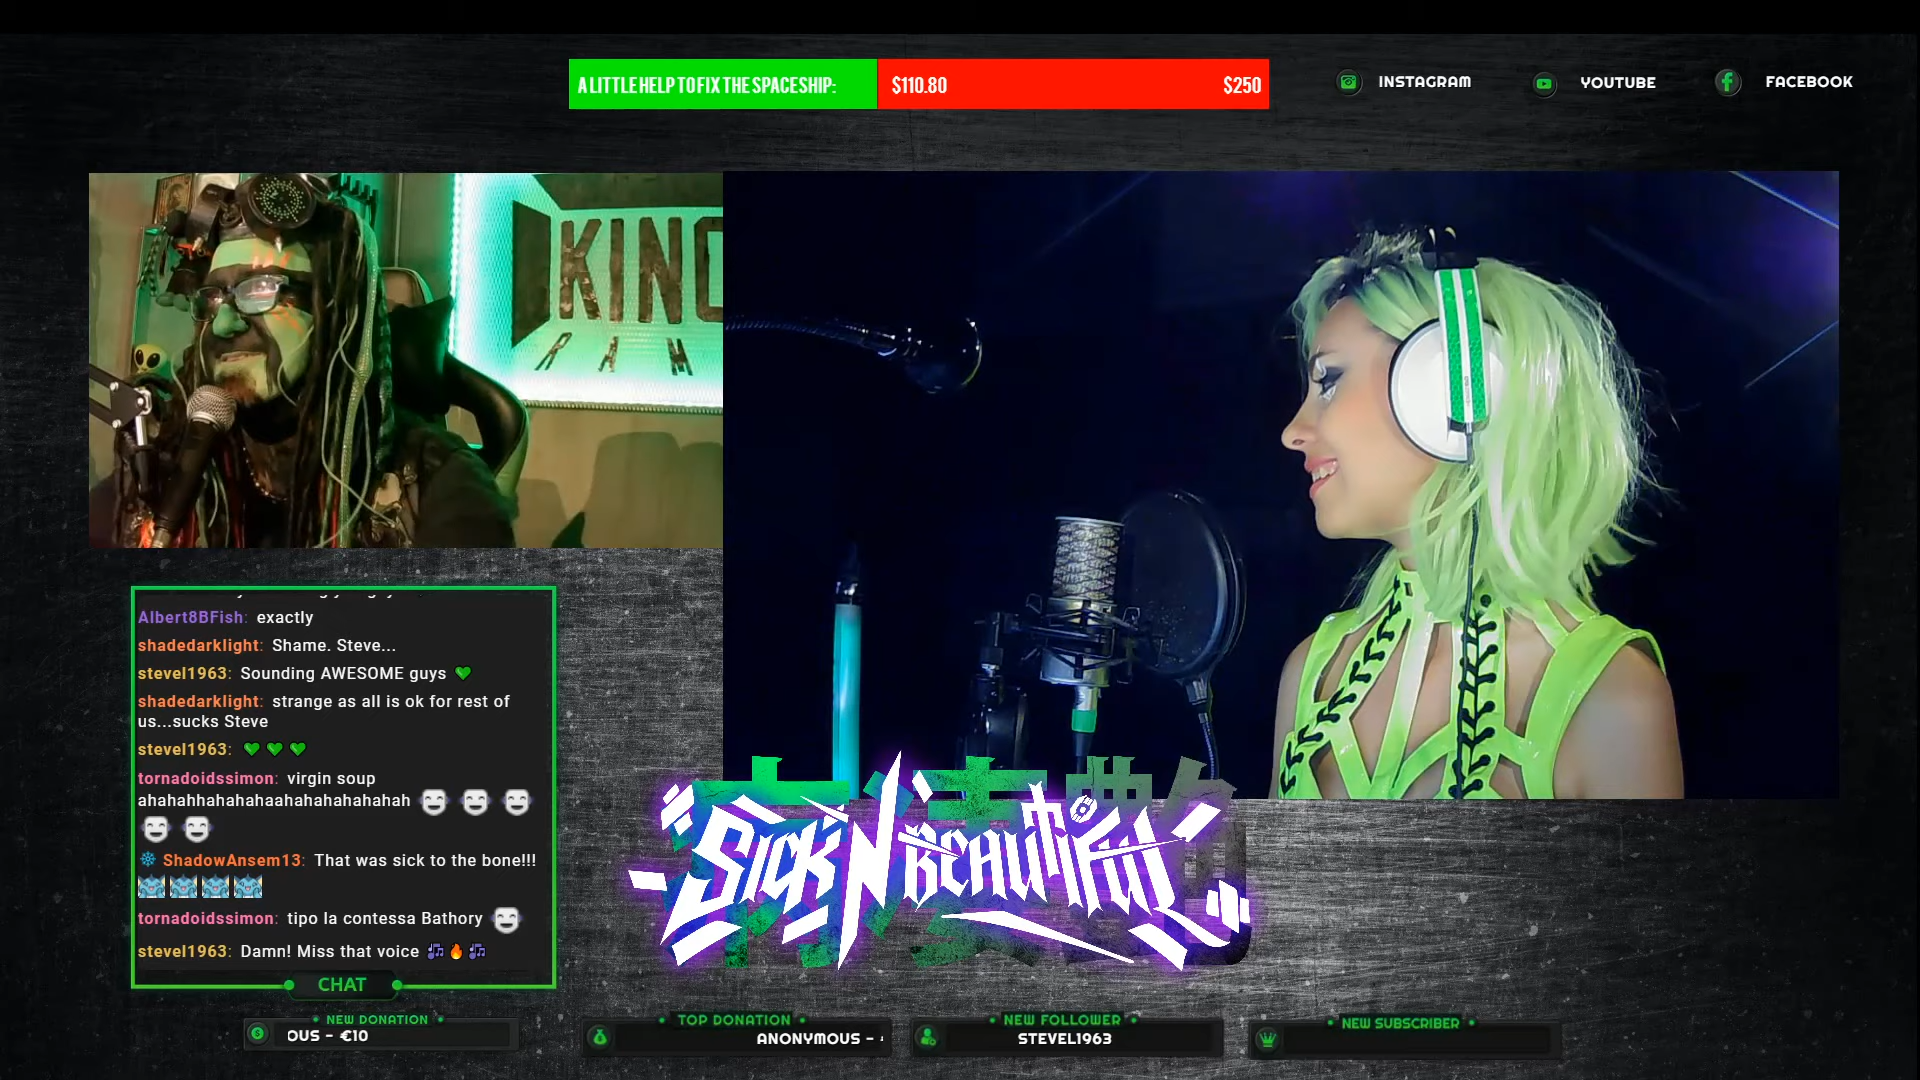 A LITTLE HELP TO FIX THE SPACESHIP:
$110.80
$250
INSTAGRAM
YOUTUBE
FACEBOOK
KING
RAM
Albert8BFish: exactly
shadedarklight: Shame. Steve...
stevel1963: Sounding AWESOME guys 💚
shadedarklight: strange as all is ok for rest of
us...sucks Steve
stevel1963: 💚 💚 💚
tornadoidssimon: virgin soup
ahahahhahahahaahahahahahahah
ShadowAnsem13: That was sick to the bone!!!
tornadoidssimon: tipo la contessa Bathory
stevel1963: Damn! Miss that voice 🎶🔥🎶
CHAT
SICK N BEAUTIFUL
NEW DONATION
OUS - €10
TOP DONATION
ANONYMOUS -
NEW FOLLOWER
STEVEL1963
NEW SUBSCRIBER